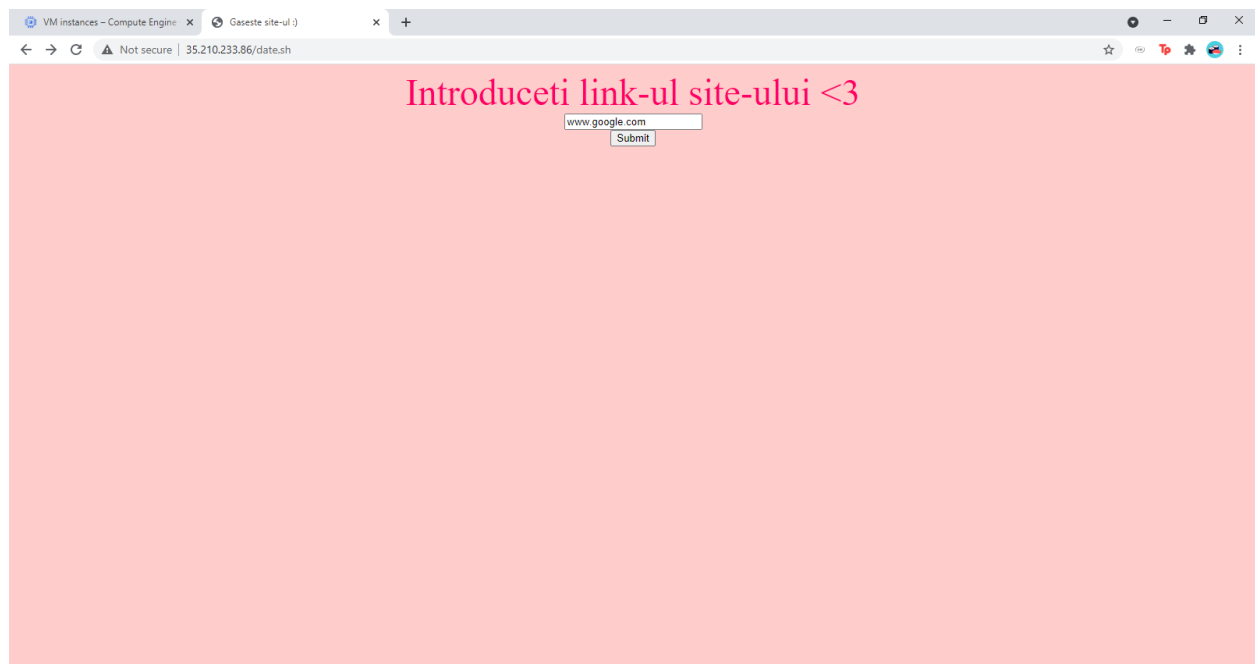 VM instances – Compute Engine
Gaseste site-ul :)
Not secure | 35.210.233.86/date.sh
Introduceti link-ul site-ului <3
www.google.com
Submit